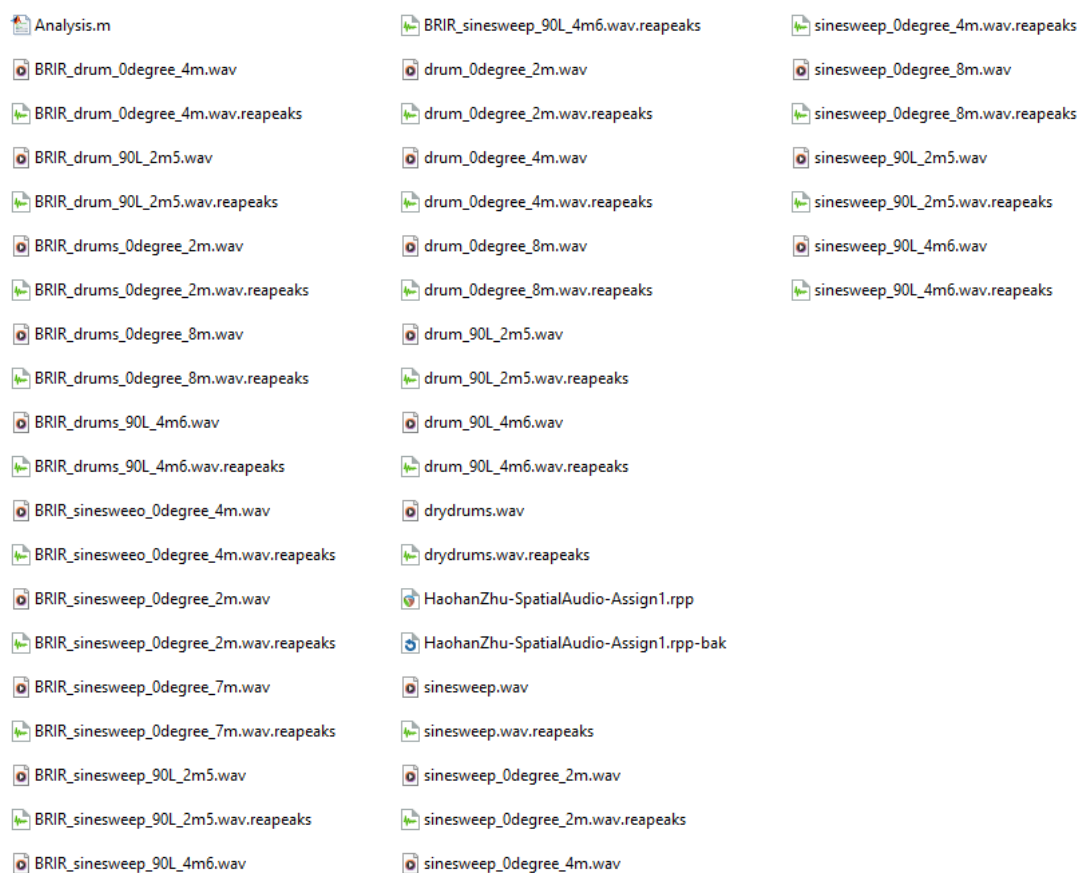 Analysis.m
BRIR_drum_0degree_4m.wav
BRIR_drum_0degree_4m.wav.reapeaks
BRIR_drum_90L_2m5.wav
BRIR_drum_90L_2m5.wav.reapeaks
BRIR_drums_0degree_2m.wav
BRIR_drums_0degree_2m.wav.reapeaks
BRIR_drums_0degree_8m.wav
BRIR_drums_0degree_8m.wav.reapeaks
BRIR_drums_90L_4m6.wav
BRIR_drums_90L_4m6.wav.reapeaks
BRIR_sinesweeo_0degree_4m.wav
BRIR_sinesweeo_0degree_4m.wav.reapeaks
BRIR_sinesweep_0degree_2m.wav
BRIR_sinesweep_0degree_2m.wav.reapeaks
BRIR_sinesweep_0degree_7m.wav
BRIR_sinesweep_0degree_7m.wav.reapeaks
BRIR_sinesweep_90L_2m5.wav
BRIR_sinesweep_90L_2m5.wav.reapeaks
BRIR_sinesweep_90L_4m6.wav
BRIR_sinesweep_90L_4m6.wav.reapeaks
drum_0degree_2m.wav
drum_0degree_2m.wav.reapeaks
drum_0degree_4m.wav
drum_0degree_4m.wav.reapeaks
drum_0degree_8m.wav
drum_0degree_8m.wav.reapeaks
drum_90L_2m5.wav
drum_90L_2m5.wav.reapeaks
drum_90L_4m6.wav
drum_90L_4m6.wav.reapeaks
drydrums.wav
drydrums.wav.reapeaks
HaohanZhu-SpatialAudio-Assign1.rpp
HaohanZhu-SpatialAudio-Assign1.rpp-bak
sinesweep.wav
sinesweep.wav.reapeaks
sinesweep_0degree_2m.wav
sinesweep_0degree_2m.wav.reapeaks
sinesweep_0degree_4m.wav
sinesweep_0degree_4m.wav.reapeaks
sinesweep_0degree_8m.wav
sinesweep_0degree_8m.wav.reapeaks
sinesweep_90L_2m5.wav
sinesweep_90L_2m5.wav.reapeaks
sinesweep_90L_4m6.wav
sinesweep_90L_4m6.wav.reapeaks